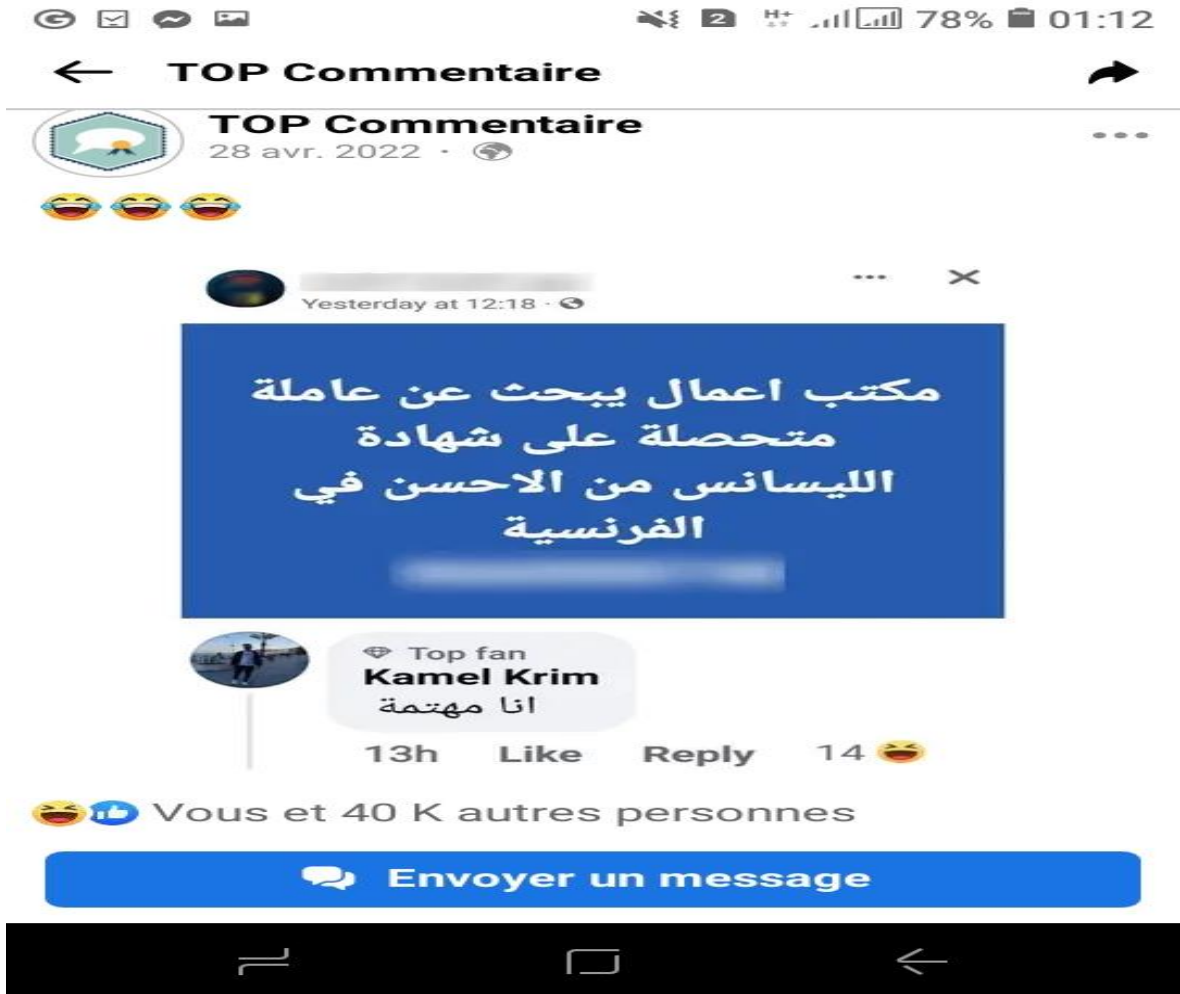 2 H+ 78% 01:12
TOP Commentaire
TOP Commentaire
28 avr. 2022 ·
Yesterday at 12:18 ·
مكتب اعمال يبحث عن عاملة
متحصلة على شهادة
الليسانس من الاحسن في
الفرنسية
Top fan
Kamel Krim
انا مهتمة
13h Like Reply 14
Vous et 40 K autres personnes
Envoyer un message